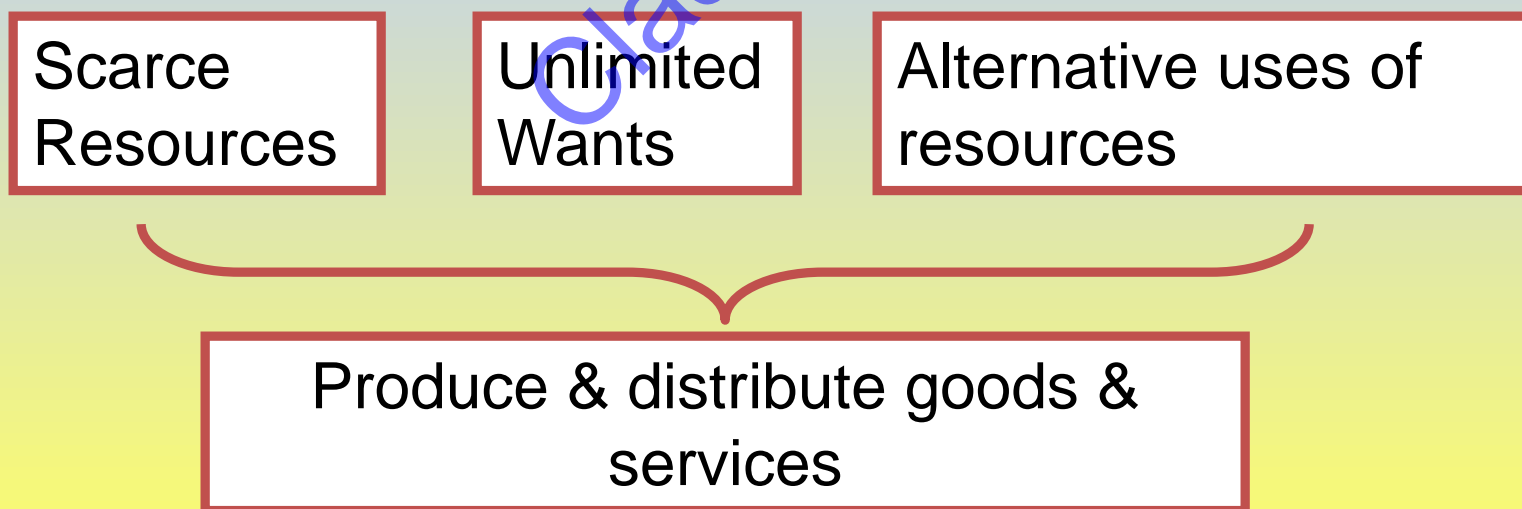 Scarce
Resources
Unlimited
Wants
Alternative uses of
resources
Produce & distribute goods &
services